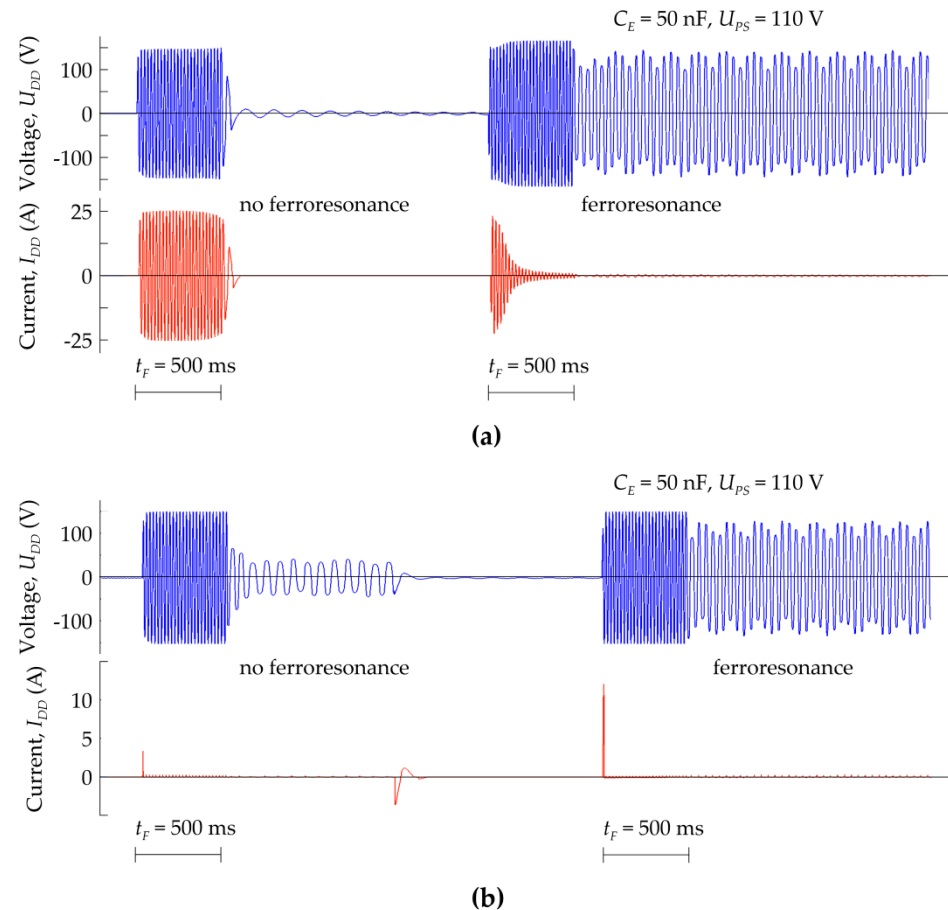 C_E = 50 nF, U_PS = 110 V
Voltage, U_DD (V)
100
0
-100
no ferroresonance
ferroresonance
Current, I_DD (A)
25
0
-25
t_F = 500 ms
t_F = 500 ms
(a)
C_E = 50 nF, U_PS = 110 V
Voltage, U_DD (V)
100
0
-100
no ferroresonance
ferroresonance
Current, I_DD (A)
10
5
0
t_F = 500 ms
t_F = 500 ms
(b)